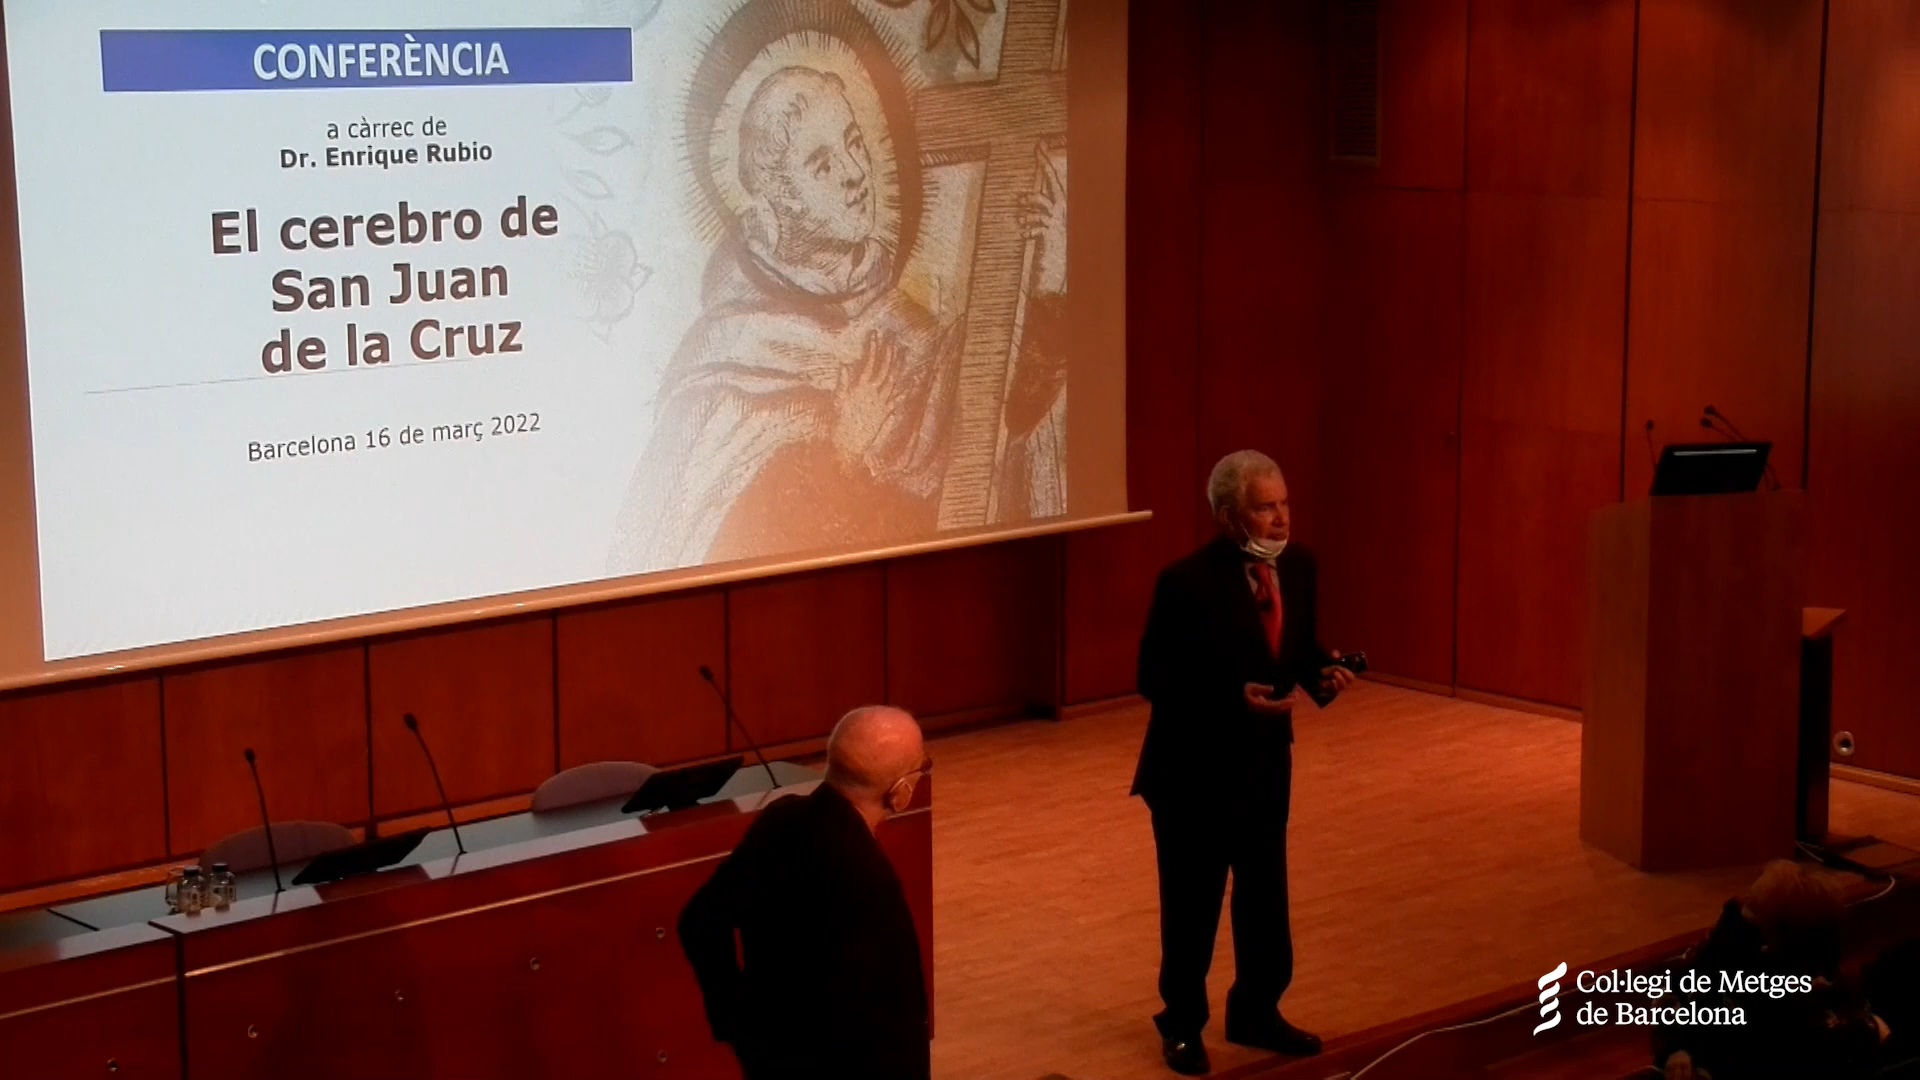 CONFERÈNCIA
a càrrec de
Dr. Enrique Rubio
El cerebro de
San Juan
de la Cruz
Barcelona 16 de març 2022
Col·legi de Metges
de Barcelona